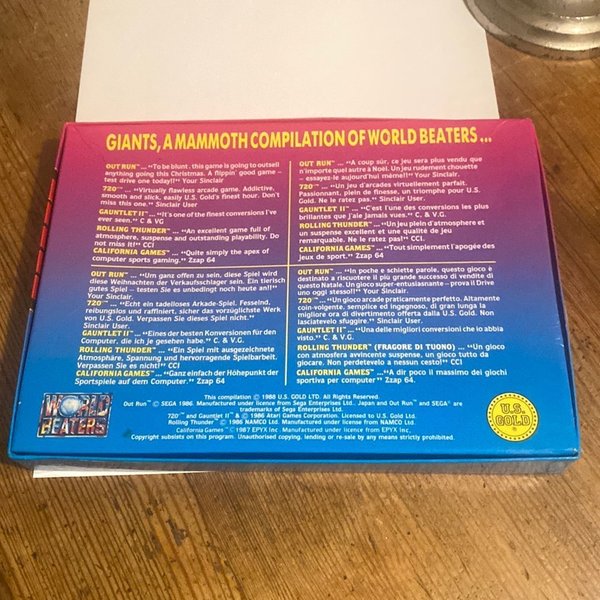 GIANTS, A MAMMOTH COMPILATION OF WORLD BEATERS ...
OUT RUN™ ... "To be blunt, this game is going to outsell
anything going this Christmas. A flippin' good game –
test drive one today!!" Your Sinclair
720™ ... "Virtually flawless arcade game. Addictive,
smooth and slick, easily U.S. Gold's finest hour. Don't
miss this one." Sinclair User
GAUNTLET II™ ... "It's one of the finest conversions I've
ever seen." C & VG
ROLLING THUNDER™ ... "An excellent game full of
atmosphere, suspense and outstanding playability. Do
not miss it!" CCI
CALIFORNIA GAMES™ ... "Quite simply the apex of
computer sports gaming." Zzap 64
OUT RUN™ ... "A coup sûr, ce jeu sera plus vendu que
n'importe quel autre à Noël. Un jeu rudement chouette
– essayez-le aujourd'hui même!!" Your Sinclair.
720™ ... "Un jeu d'arcades virtuellement parfait.
Passionnant, plein de finesse, un triomphe pour U.S.
Gold. Ne le ratez pas." Sinclair User.
GAUNTLET II™ ... "C'est l'une des conversions les plus
brillantes que j'aie jamais vues." C. & V.G.
ROLLING THUNDER™ ... "Un jeu plein d'atmosphère et
un suspense excellent et une qualité de jeu
remarquable. Ne le ratez pas!" CCI.
CALIFORNIA GAMES™ ... "Tout simplement l'apogée des
jeux de sport." Zzap 64
OUT RUN™ ... "Um ganz offen zu sein, diese Spiel wird
diese Weihnachten der Verkaufsschlager sein. Ein tierisch
gutes Spiel – testen Sie es unbedingt noch heute an!!"
Your Sinclair.
720™ ... "Echt ein tadelloses Arkade-Spiel. Fesselnd,
reibungslos und raffiniert, sicher das vorzüglichste Werk
von U.S. Gold. Verpassen Sie dieses Spiel nicht."
Sinclair User.
GAUNTLET II™ ... "Eines der besten Konversionen für den
Computer, die ich je gesehen habe." C. & V.G.
ROLLING THUNDER™ ... "Ein Spiel mit ausgezeichnete
Atmosphäre, Spannung und hervorragende Spielbarkeit.
Verpassen Sie es nicht!" CCI
CALIFORNIA GAMES™ ... "Ganz einfach der Höhepunkt der
Sportspiele auf dem Computer." Zzap 64
OUT RUN™ ... "In poche e schiette parole, questo gioco è
destinato a riscuotere il più grande successo di vendite di
questo Natale. Un gioco super-entusiasmante – prova il Drive
uno oggi stesso!!" Your Sinclair.
720™ ... "Un gioco arcade praticamente perfetto. Altamente
coin-volgente, semplice ed ingegnoso, di gran lunga la
migliore ora di divertimento offerta dalla U.S. Gold. Non
lasciatevelo sfuggire." Sinclair User.
GAUNTLET II™ ... "Una delle migliori conversioni che io abbia
visto." C. & V.G.
ROLLING THUNDER™ (FRAGORE DI TUONO) ... "Un gioco
con atmosfera avvincente suspense, un gioco tutto da
giocare. Non perdetevelo a nessun cesto!" CCI
CALIFORNIA GAMES™ ... "A dir poco il massimo dei giochi
sportiva per computer" Zzap 64.
WORLD
BEATERS
This compilation © 1988 U.S. GOLD LTD. All Rights Reserved.
Out Run™ © SEGA 1986. Manufactured under licence from Sega Enterprises Ltd. Japan and Out Run™ and SEGA® are
trademarks of Sega Enterprises Ltd.
720™ and Gauntlet II™ & © 1986 Atari Games Corporation. Licensed to U.S. Gold Ltd.
Rolling Thunder™ © 1986 NAMCO Ltd. Manufactured under licence from NAMCO Ltd.
California Games™ © 1987 EPYX Inc. Manufactured under licence from EPYX Inc.
Copyright subsists on this program. Unauthorised copying, lending or re-sale by any means strictly prohibited.
U.S.
GOLD